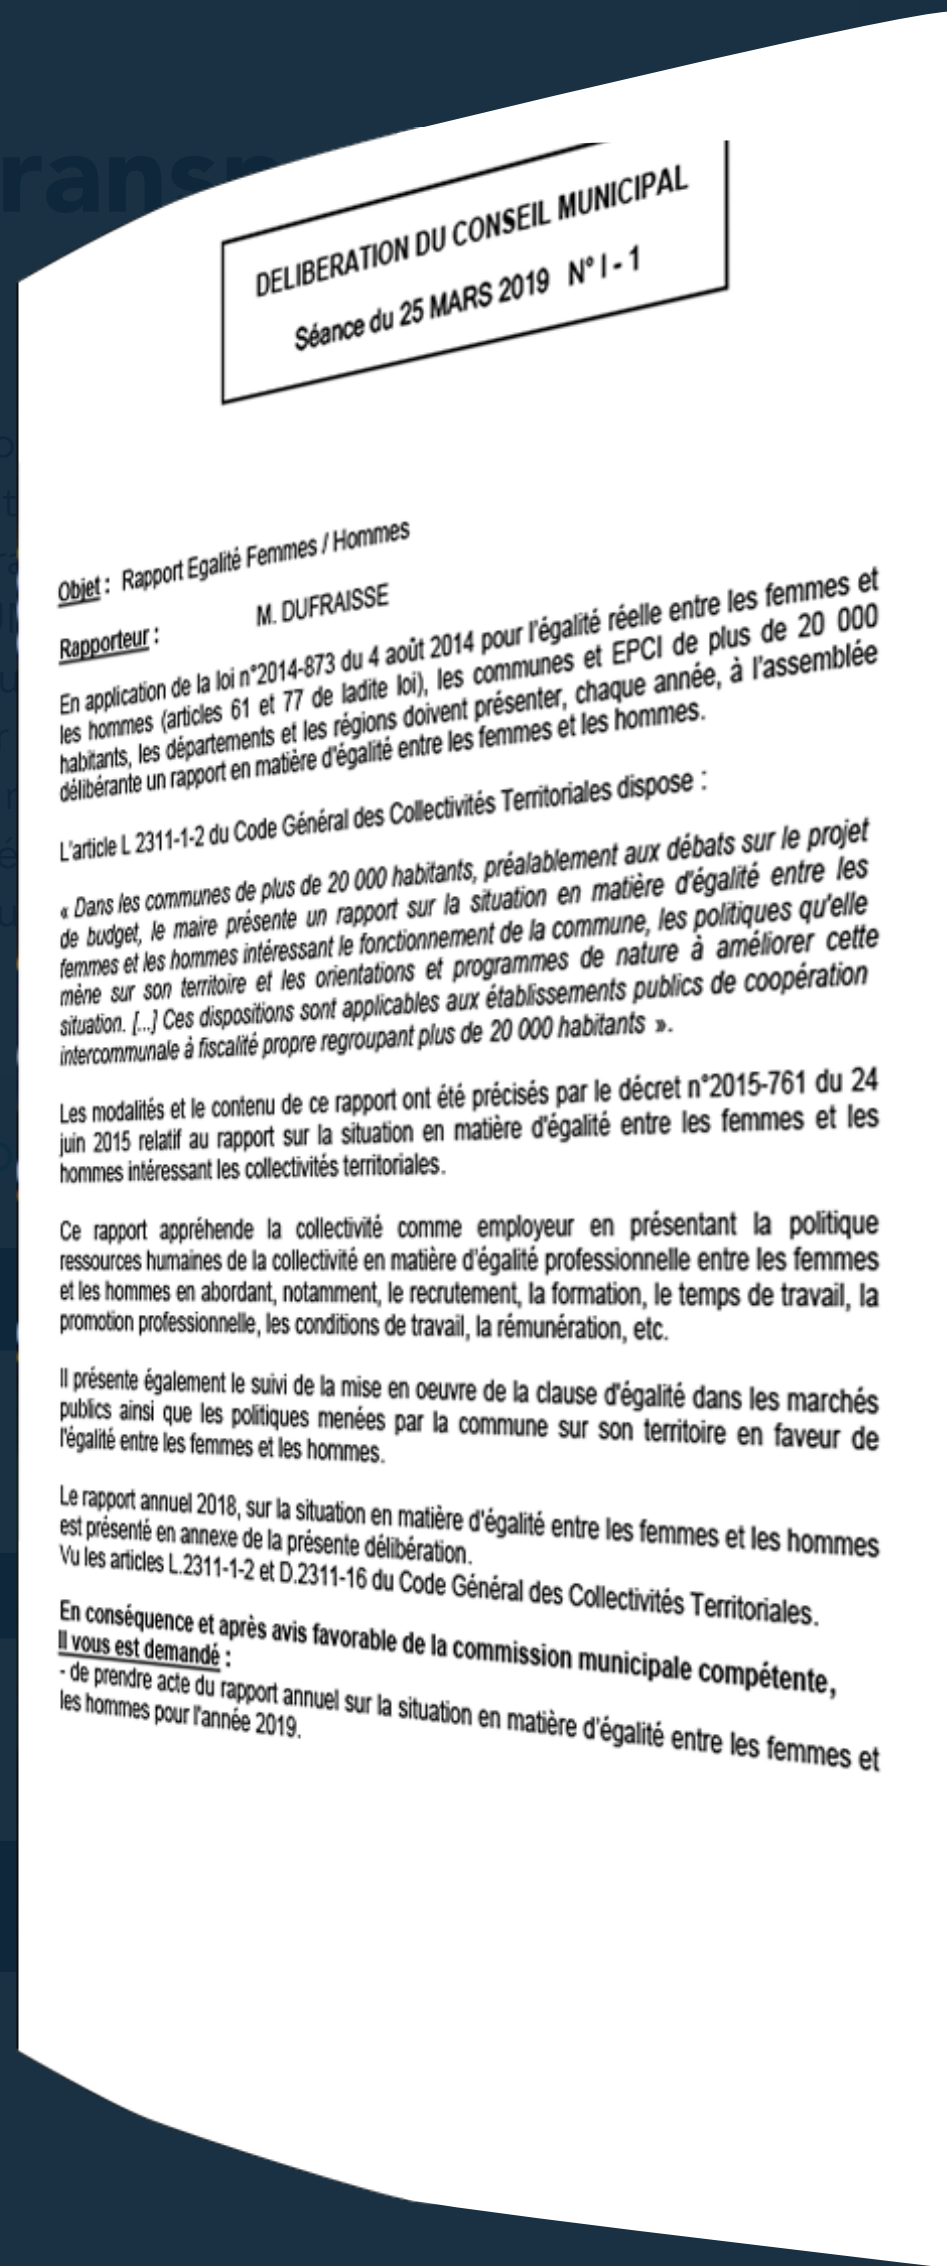 DELIBERATION DU CONSEIL MUNICIPAL
Séance du 25 MARS 2019 N° I - 1
Objet : Rapport Egalité Femmes / Hommes
Rapporteur : M. DUFRAISSE
En application de la loi n°2014-873 du 4 août 2014 pour l'égalité réelle entre les femmes et
les hommes (articles 61 et 77 de ladite loi), les communes et EPCI de plus de 20 000
habitants, les départements et les régions doivent présenter, chaque année, à l'assemblée
délibérante un rapport en matière d'égalité entre les femmes et les hommes.
L'article L 2311-1-2 du Code Général des Collectivités Territoriales dispose :
« Dans les communes de plus de 20 000 habitants, préalablement aux débats sur le projet
de budget, le maire présente un rapport sur la situation en matière d'égalité entre les
femmes et les hommes intéressant le fonctionnement de la commune, les politiques qu'elle
mène sur son territoire et les orientations et programmes de nature à améliorer cette
situation. [...] Ces dispositions sont applicables aux établissements publics de coopération
intercommunale à fiscalité propre regroupant plus de 20 000 habitants ».
Les modalités et le contenu de ce rapport ont été précisés par le décret n°2015-761 du 24
juin 2015 relatif au rapport sur la situation en matière d'égalité entre les femmes et les
hommes intéressant les collectivités territoriales.
Ce rapport appréhende la collectivité comme employeur en présentant la politique
ressources humaines de la collectivité en matière d'égalité professionnelle entre les femmes
et les hommes en abordant, notamment, le recrutement, la formation, le temps de travail, la
promotion professionnelle, les conditions de travail, la rémunération, etc.
Il présente également le suivi de la mise en oeuvre de la clause d'égalité dans les marchés
publics ainsi que les politiques menées par la commune sur son territoire en faveur de
l'égalité entre les femmes et les hommes.
Le rapport annuel 2018, sur la situation en matière d'égalité entre les femmes et les hommes
est présenté en annexe de la présente délibération.
Vu les articles L.2311-1-2 et D.2311-16 du Code Général des Collectivités Territoriales.
En conséquence et après avis favorable de la commission municipale compétente,
Il vous est demandé :
- de prendre acte du rapport annuel sur la situation en matière d'égalité entre les femmes et
les hommes pour l'année 2019.